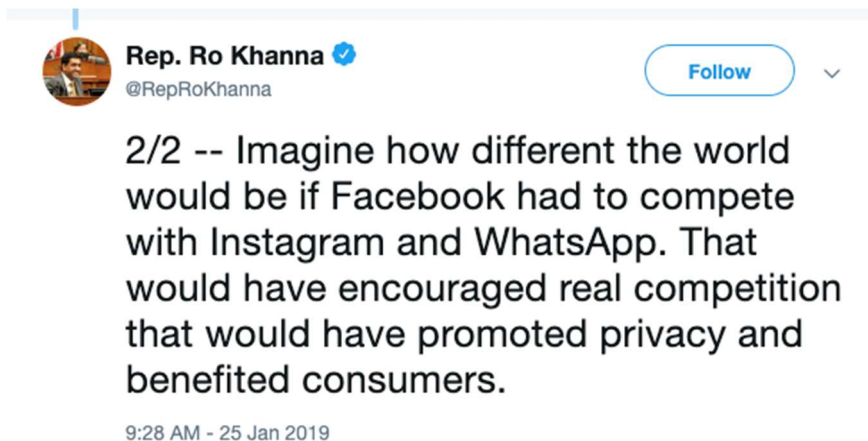 Rep. Ro Khanna
@RepRoKhanna
Follow
2/2 -- Imagine how different the world
would be if Facebook had to compete
with Instagram and WhatsApp. That
would have encouraged real competition
that would have promoted privacy and
benefited consumers.
9:28 AM - 25 Jan 2019